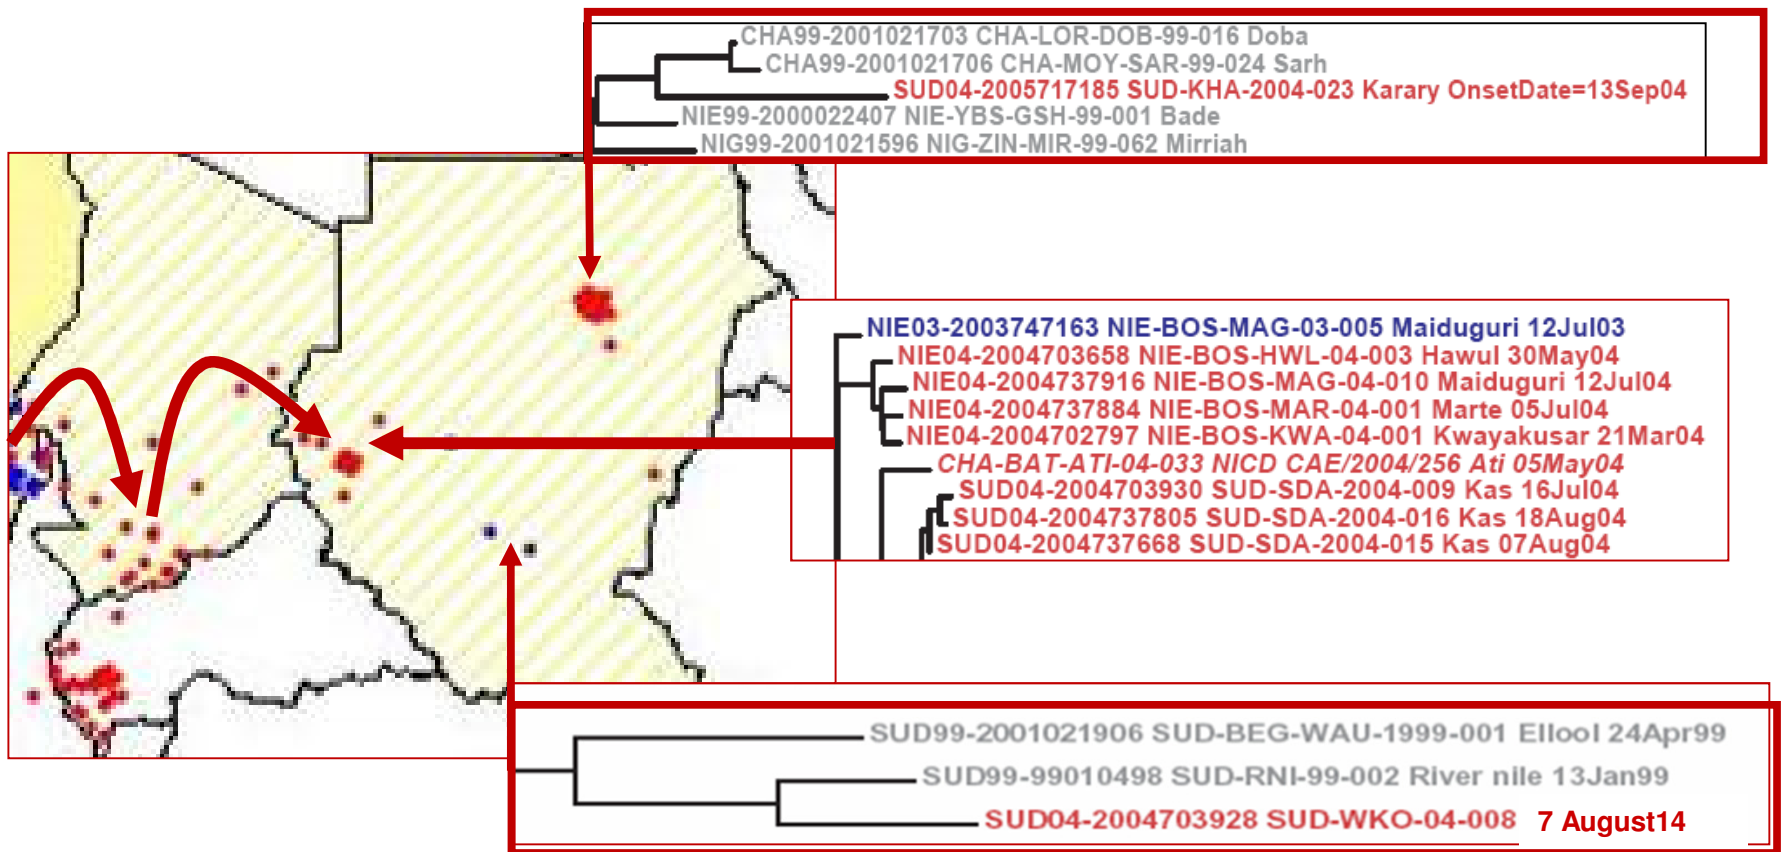 CHA99-2001021703 CHA-LOR-DOB-99-016 Doba
CHA99-2001021706 CHA-MOY-SAR-99-024 Sarh
SUD04-2005717185 SUD-KHA-2004-023 Karary OnsetDate=13Sep04
NIE99-2000022407 NIE-YBS-GSH-99-001 Bade
NIG99-2001021596 NIG-ZIN-MIR-99-062 Mirriah
NIE03-2003747163 NIE-BOS-MAG-03-005 Maiduguri 12Jul03
NIE04-2004703658 NIE-BOS-HWL-04-003 Hawul 30May04
NIE04-2004737916 NIE-BOS-MAG-04-010 Maiduguri 12Jul04
NIE04-2004737884 NIE-BOS-MAR-04-001 Marte 05Jul04
NIE04-2004702797 NIE-BOS-KWA-04-001 Kwayakusar 21Mar04
CHA-BAT-ATI-04-033 NICD CAE/2004/256 Ati 05May04
SUD04-2004703930 SUD-SDA-2004-009 Kas 16Jul04
SUD04-2004737805 SUD-SDA-2004-016 Kas 18Aug04
SUD04-2004737668 SUD-SDA-2004-015 Kas 07Aug04
SUD99-2001021906 SUD-BEG-WAU-1999-001 Ellool 24Apr99
SUD99-99010498 SUD-RNI-99-002 River nile 13Jan99
SUD04-2004703928 SUD-WKO-04-008 7 August14